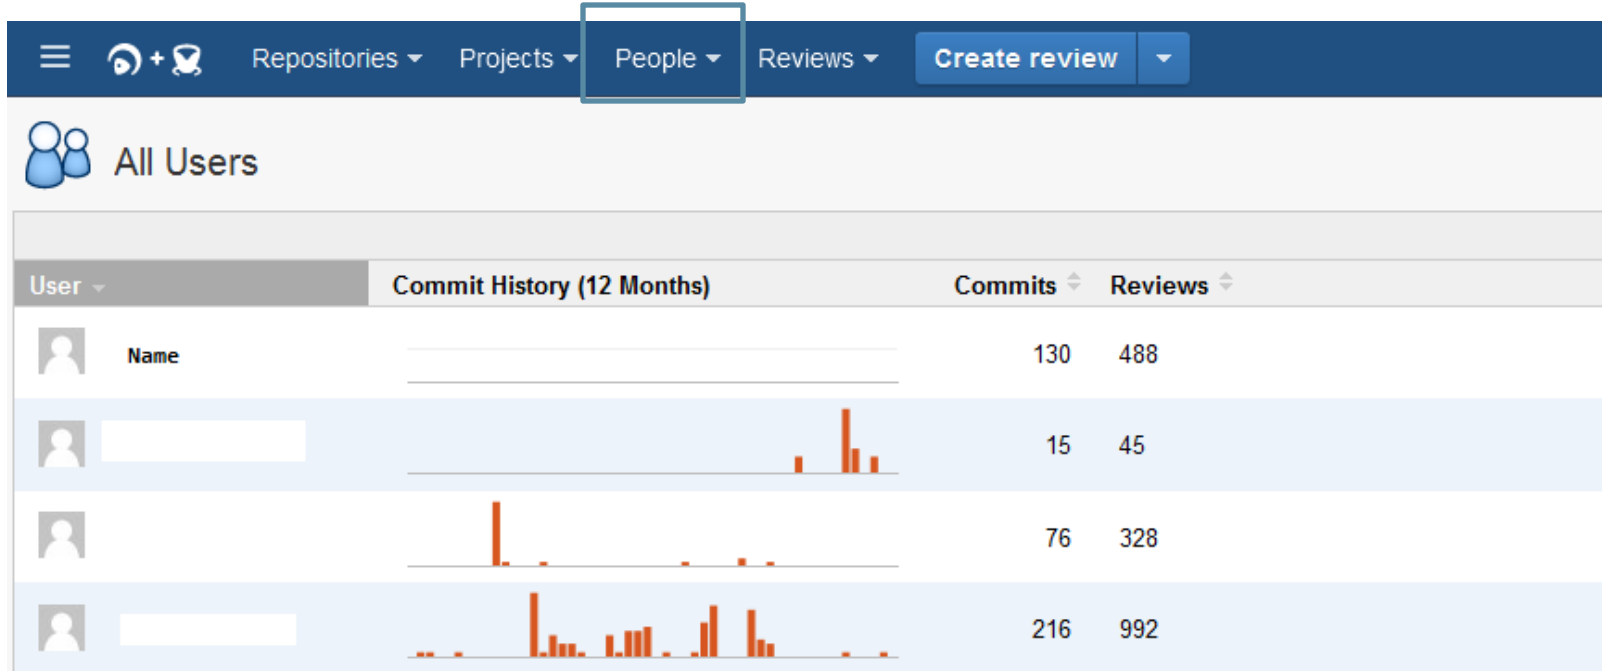 Repositories Projects People Reviews Create review
All Users
User Commit History (12 Months) Commits Reviews
Name 130 488
15 45
76 328
216 992